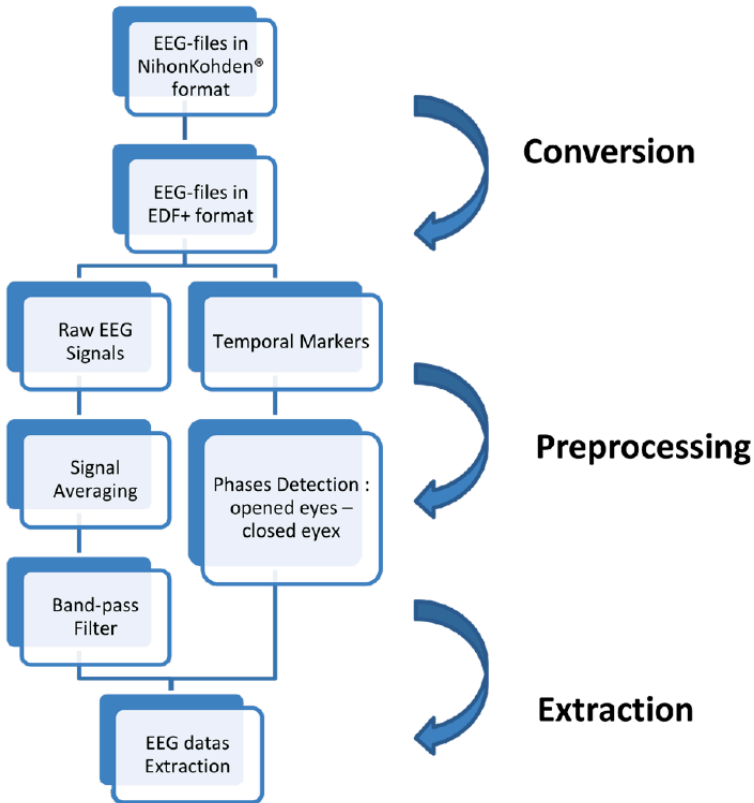 EEG-files in
NihonKohden®
format
Conversion
EEG-files in
EDF+ format
Raw EEG
Signals
Temporal Markers
Preprocessing
Signal
Averaging
Phases Detection :
opened eyes –
closed eyex
Band-pass
Filter
Extraction
EEG datas
Extraction